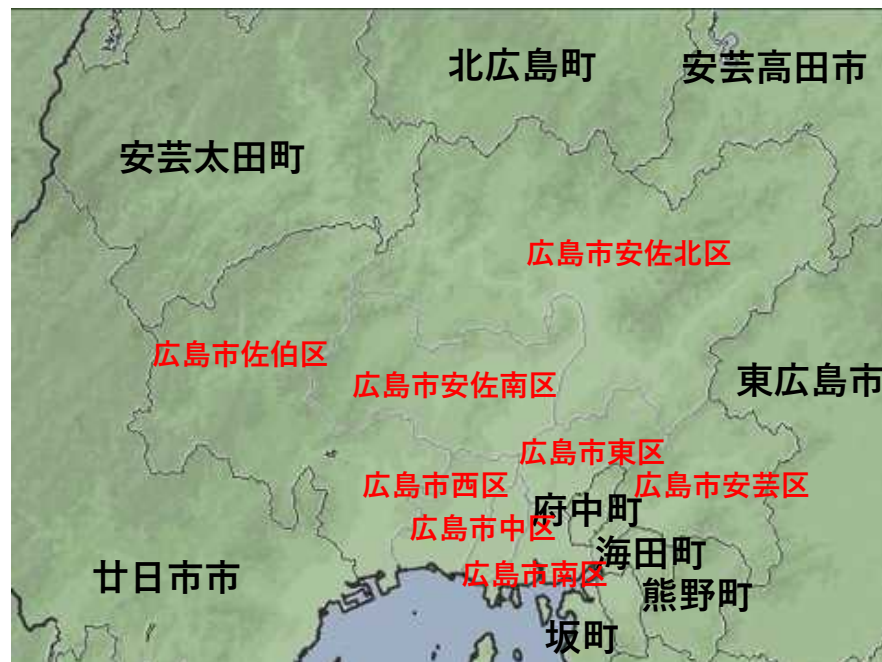 北広島町
安芸高田市
安芸太田町
広島市安佐北区
広島市佐伯区
広島市安佐南区
東広島市
広島市東区
広島市西区
広島市安芸区
府中町
広島市中区
海田町
広島市南区
廿日市市
熊野町
坂町